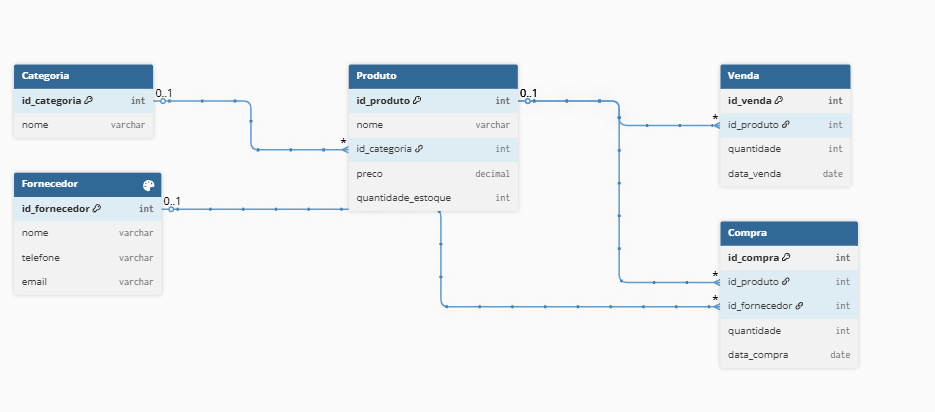 Categoria
id_categoria int
nome varchar
0..1
*
Fornecedor
id_fornecedor int
nome varchar
telefone varchar
email varchar
0..1
Produto
id_produto int
nome varchar
id_categoria int
preco decimal
quantidade_estoque int
0..1
*
*
*
Venda
id_venda int
id_produto int
quantidade int
data_venda date
Compra
id_compra int
id_produto int
id_fornecedor int
quantidade int
data_compra date